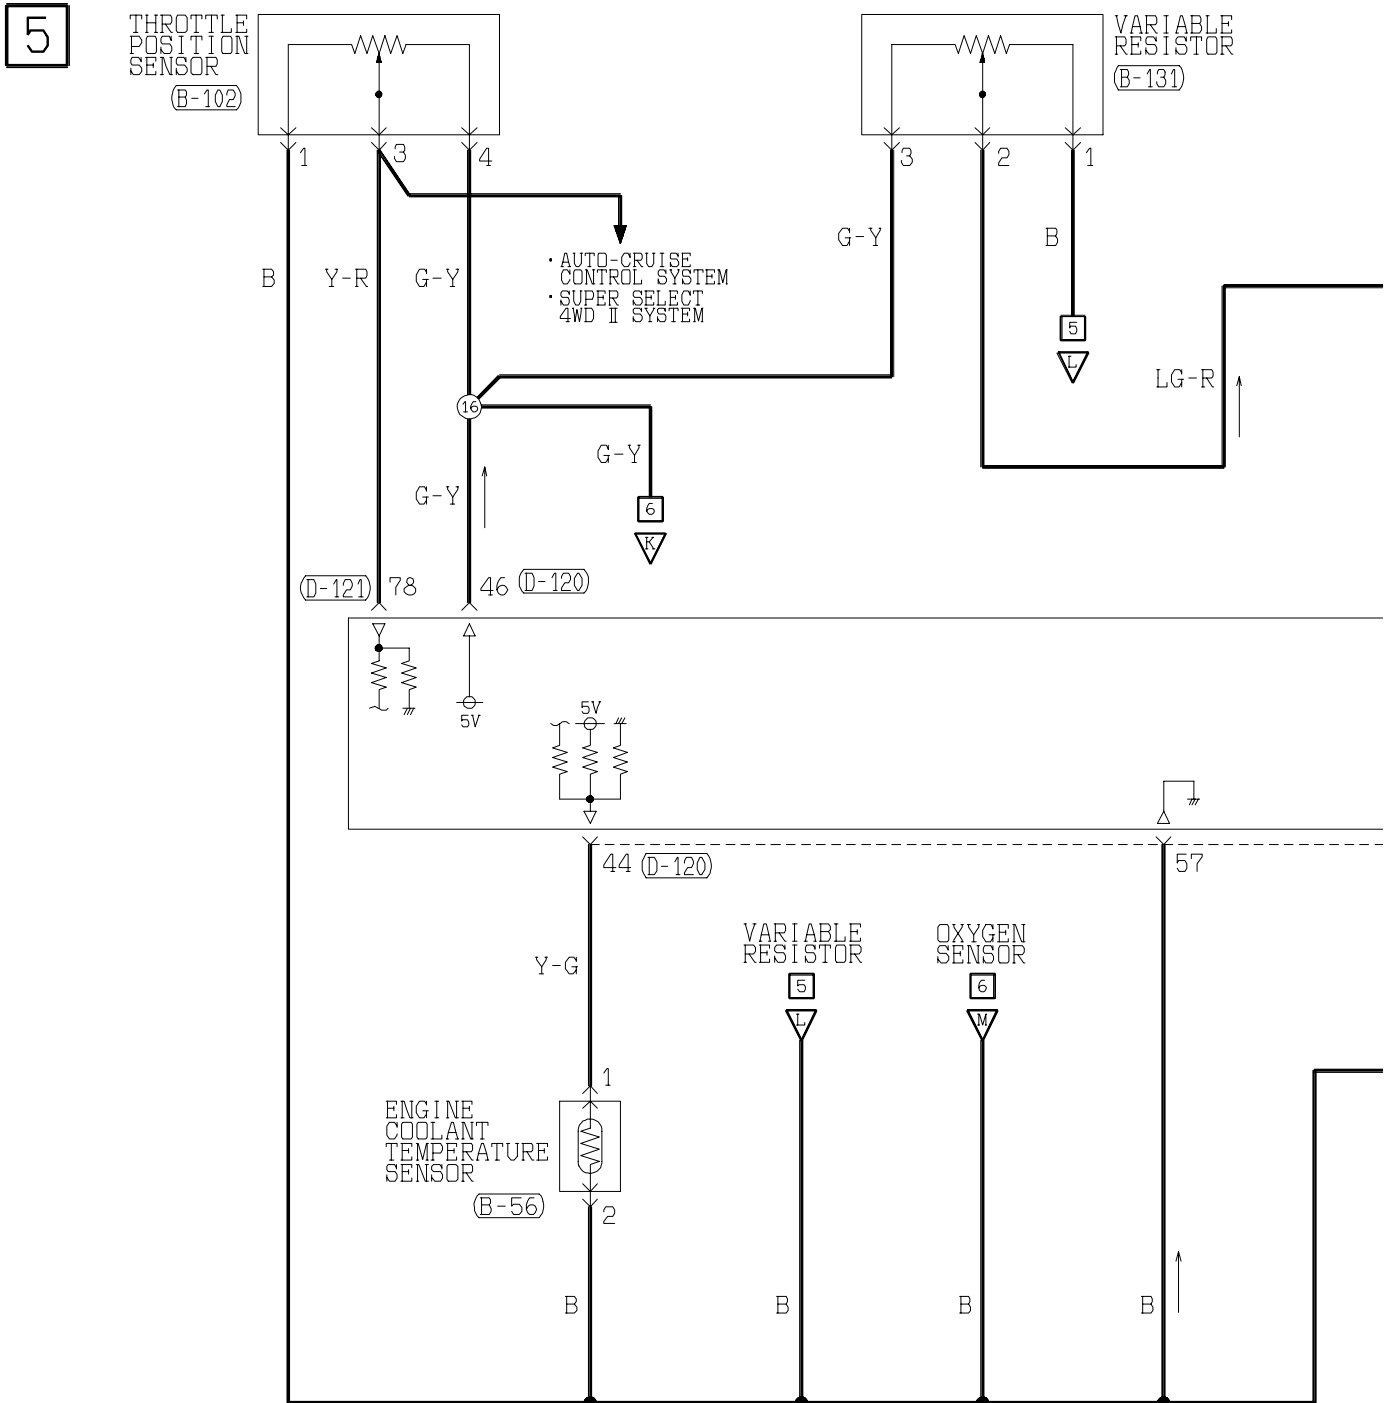 5
THROTTLE
POSITION
SENSOR
(B-102)
VARIABLE
RESISTOR
(B-131)
1
3
4
3
2
1
B
Y-R
G-Y
· AUTO-CRUISE
CONTROL SYSTEM
· SUPER SELECT
4WD Ⅱ SYSTEM
G-Y
B
5
L
LG-R
16
G-Y
G-Y
6
K
(D-121)
78
46
(D-120)
5V
5V
44
(D-120)
57
VARIABLE
RESISTOR
5
L
OXYGEN
SENSOR
6
M
Y-G
1
ENGINE
COOLANT
TEMPERATURE
SENSOR
(B-56)
2
B
B
B
B